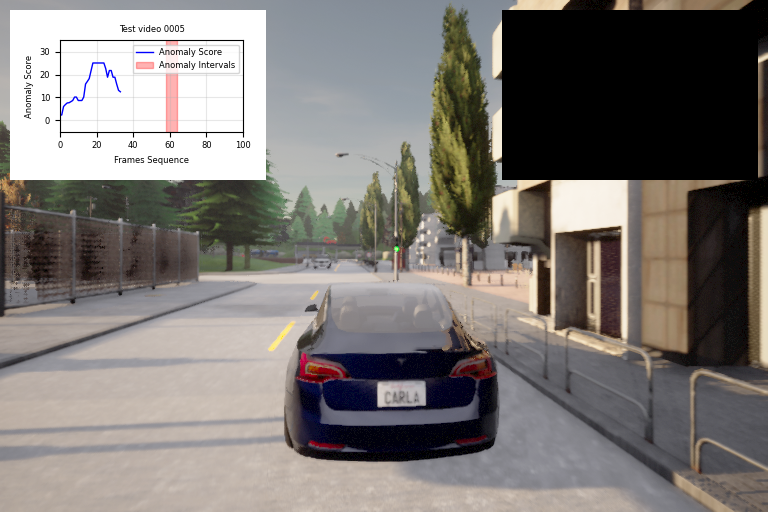 Test video 0005
Anomaly Score
Anomaly Intervals
Anomaly Score
30
20
10
0
0 20 40 60 80 100
Frames Sequence
CARLA